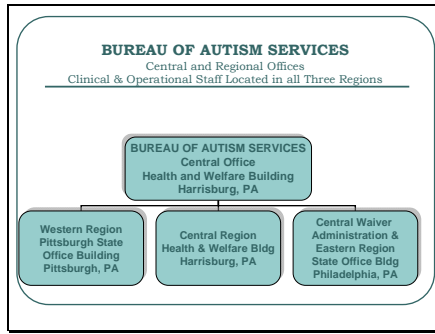 BUREAU OF AUTISM SERVICES
Central and Regional Offices
Clinical & Operational Staff Located in all Three Regions
BUREAU OF AUTISM SERVICES
Central Office
Health and Welfare Building
Harrisburg, PA
Western Region
Pittsburgh State
Office Building
Pittsburgh, PA
Central Region
Health & Welfare Bldg
Harrisburg, PA
Central Waiver
Administration &
Eastern Region
State Office Bldg
Philadelphia, PA